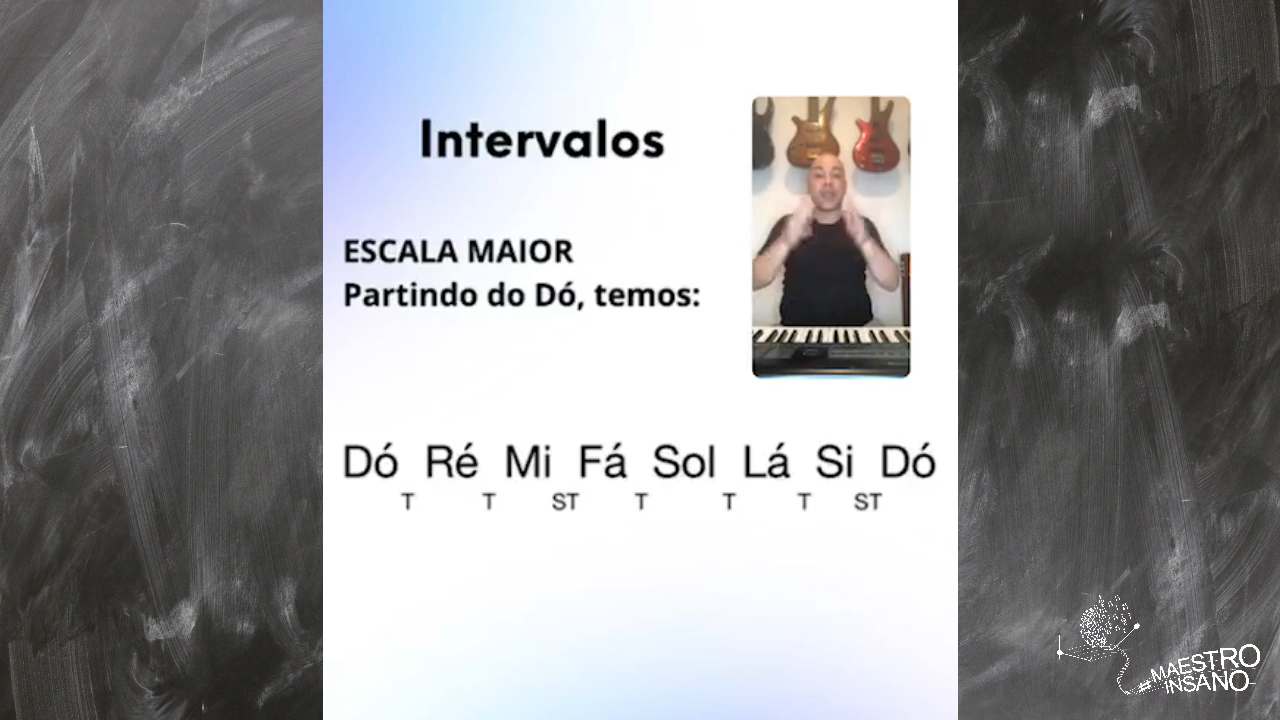 Intervalos
ESCALA MAIOR
Partindo do Dó, temos:
Dó Ré Mi Fá Sol Lá Si Dó
T T ST T T T ST
#MAESTRO
INSANO